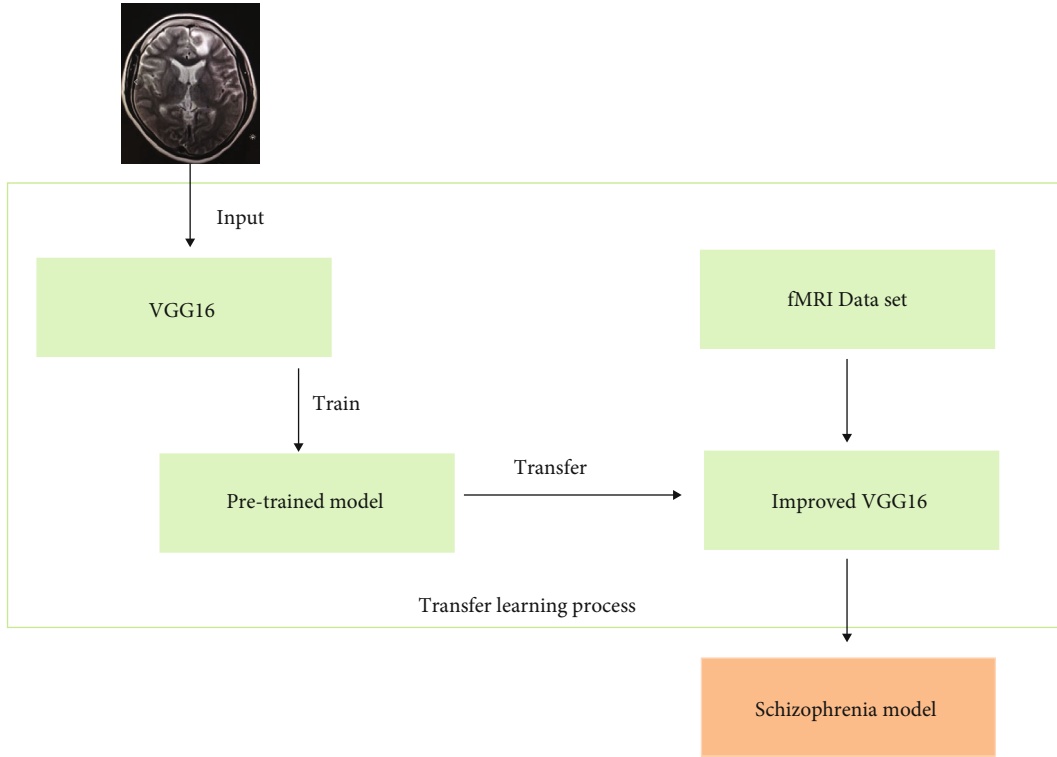 Input
VGG16
fMRI Data set
Train
Transfer
Pre-trained model
Improved VGG16
Transfer learning process
Schizophrenia model